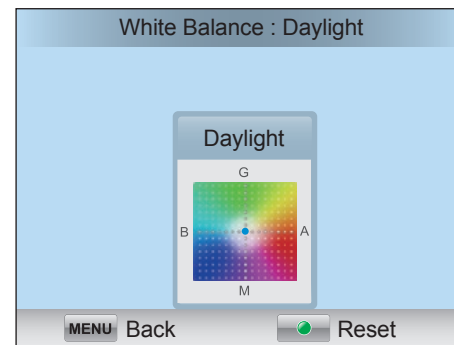 White Balance : Daylight
Daylight
G
B A
M
MENU Back Reset